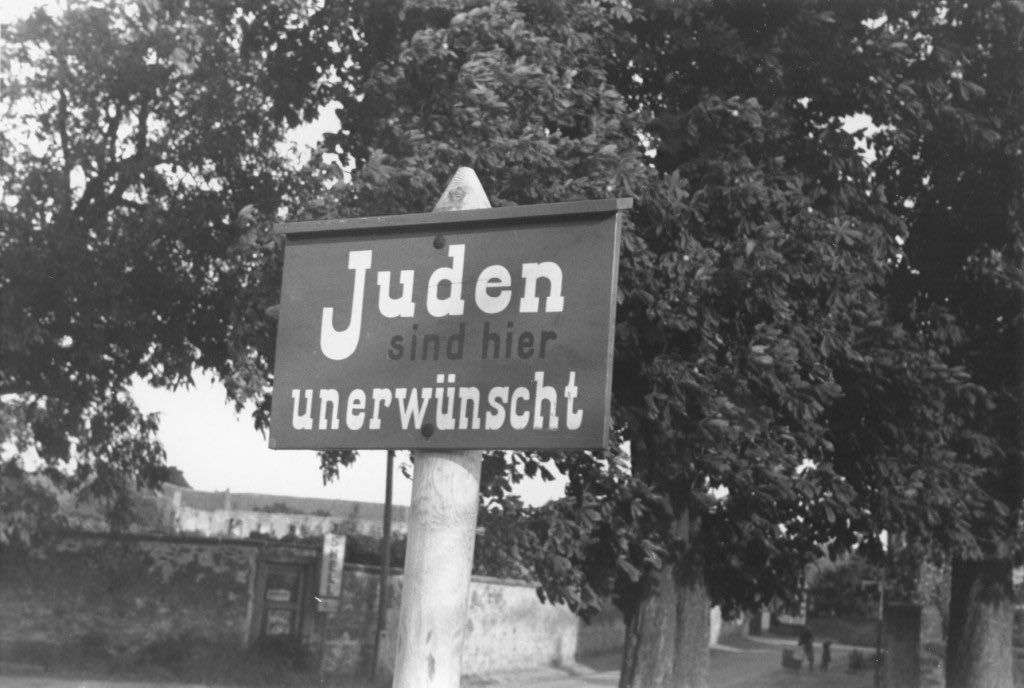 Juden
sind hier
unerwünscht